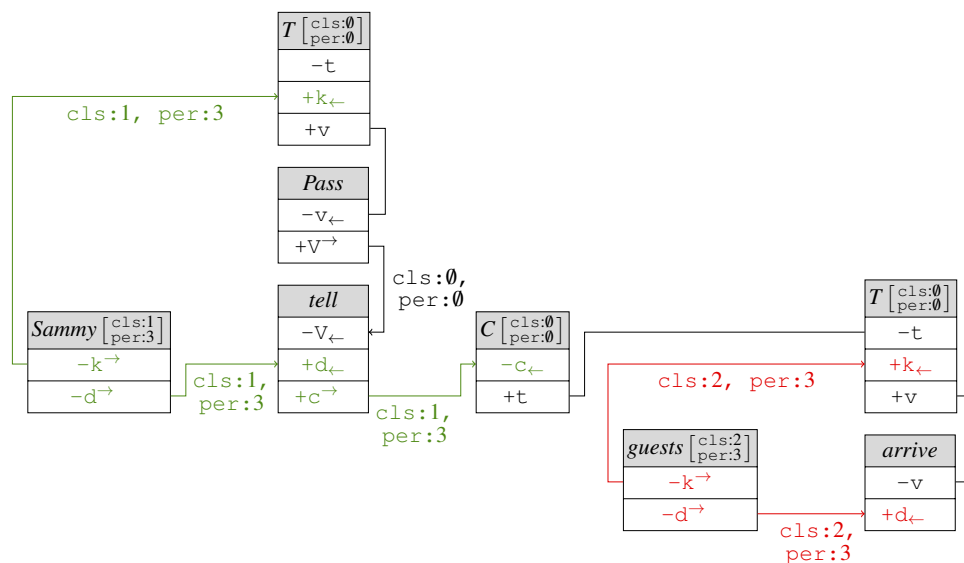 T [cls:∅ per:∅]
−t
+k←
cls:1, per:3
+v
Pass
−v←
+V→
cls:∅,
per:∅
tell
−V←
+d←
+c→
Sammy [cls:1 per:3]
−k→
−d→
cls:1,
per:3
C [cls:∅ per:∅]
−c←
+t
cls:1,
per:3
T [cls:∅ per:∅]
−t
+k←
+v
cls:2, per:3
guests [cls:2 per:3]
−k→
−d→
arrive
−v
+d←
cls:2,
per:3